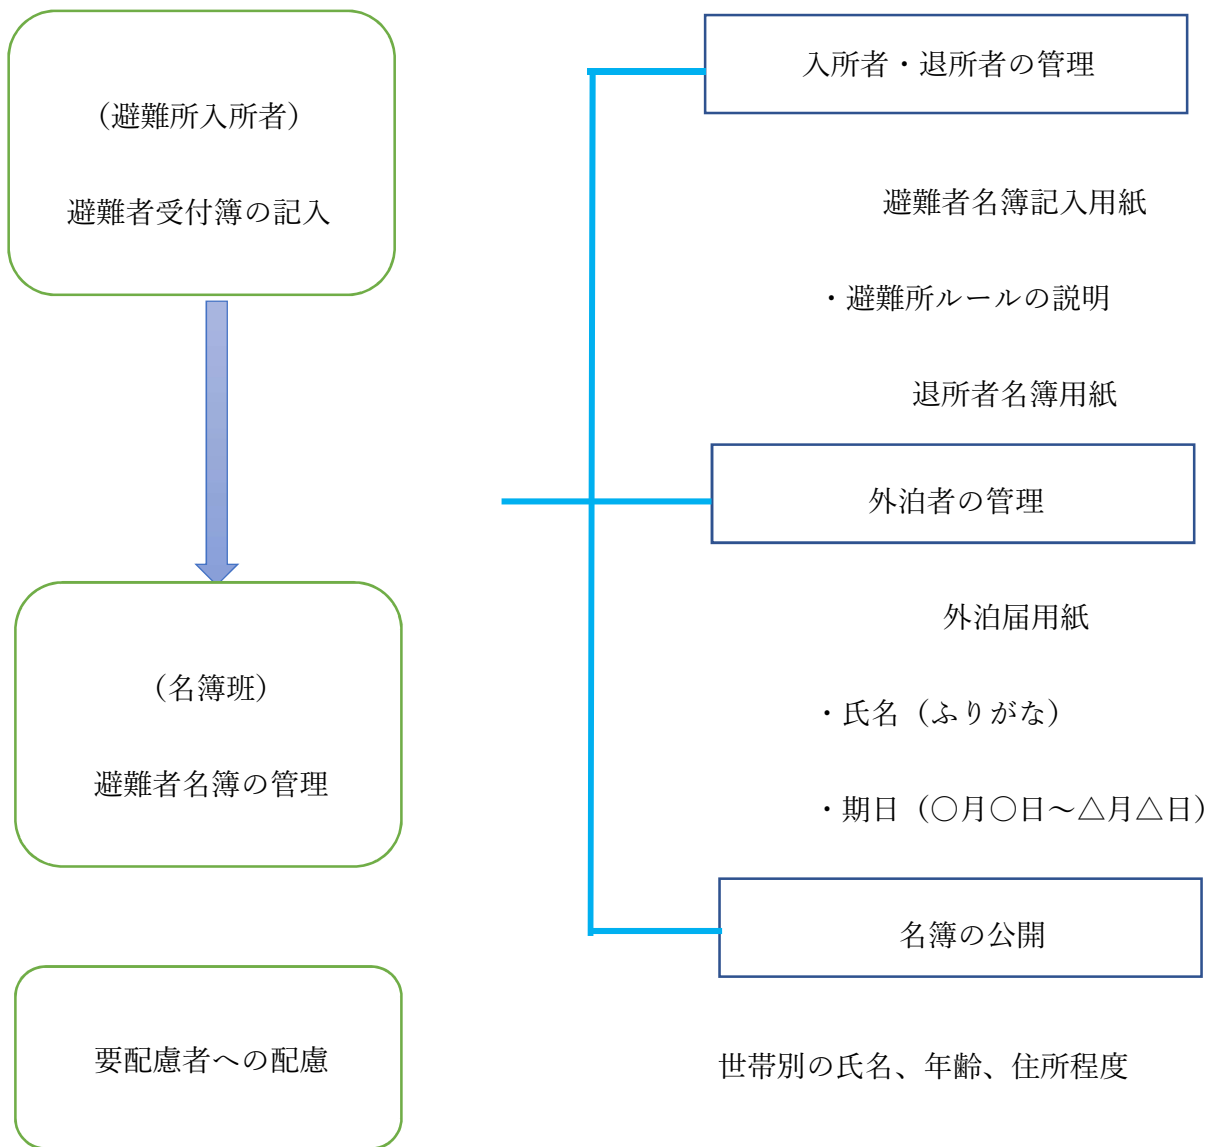 （避難所入所者）
避難者受付簿の記入
（名簿班）
避難者名簿の管理
要配慮者への配慮
入所者・退所者の管理
避難者名簿記入用紙
・避難所ルールの説明
退所者名簿用紙
外泊者の管理
外泊届用紙
・氏名（ふりがな）
・期日（〇月〇日～△月△日）
名簿の公開
世帯別の氏名、年齢、住所程度